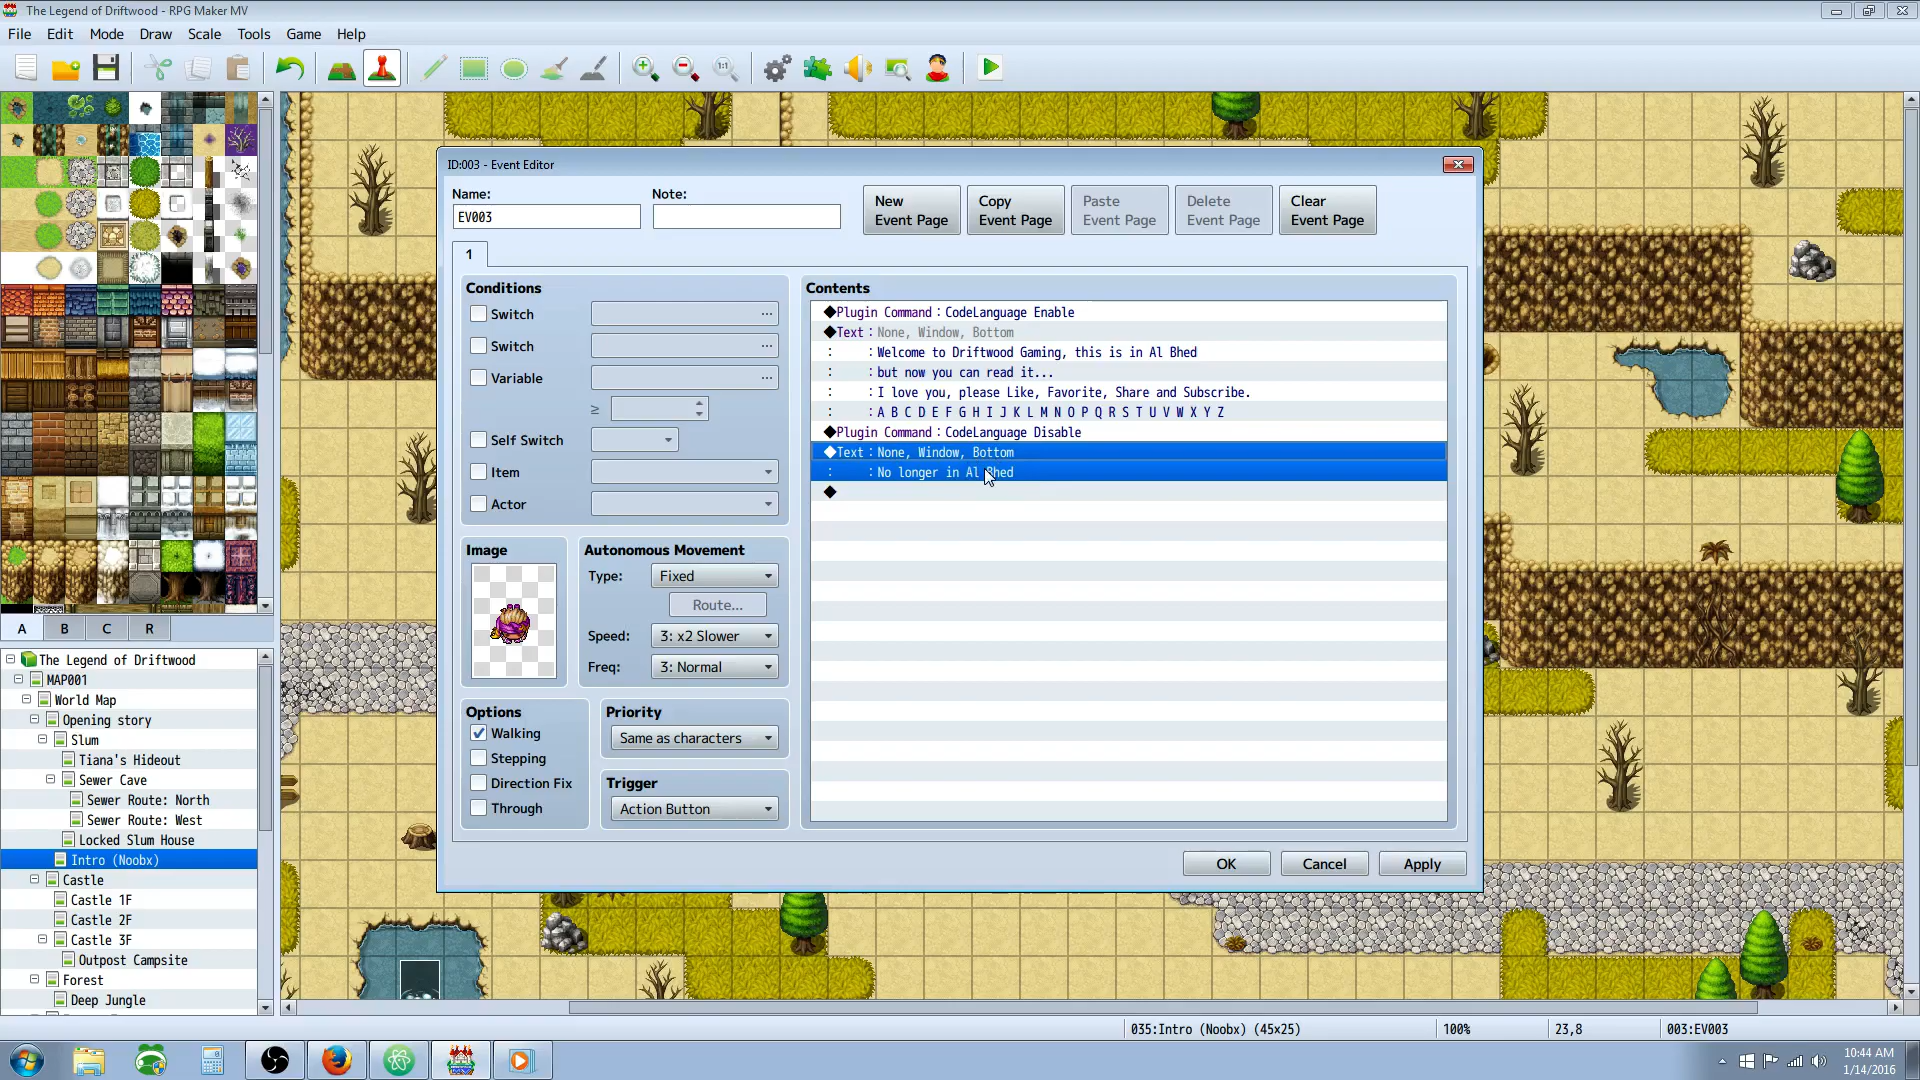 The Legend of Driftwood - RPG Maker MV
File Edit Mode Draw Scale Tools Game Help
1:1
ID:003 - Event Editor
Name: Note:
EV003
New Event Page
Copy Event Page
Paste Event Page
Delete Event Page
Clear Event Page
1
Conditions
Switch ...
Switch ...
Variable ...
≥
Self Switch
Item
Actor
Image
Autonomous Movement
Type: Fixed
Route...
Speed: 3: x2 Slower
Freq: 3: Normal
Options
Walking
Stepping
Direction Fix
Through
Priority
Same as characters
Trigger
Action Button
Contents
◆Plugin Command : CodeLanguage Enable
◆Text : None, Window, Bottom
: : Welcome to Driftwood Gaming, this is in Al Bhed
: : but now you can read it...
: : I love you, please Like, Favorite, Share and Subscribe.
: : A B C D E F G H I J K L M N O P Q R S T U V W X Y Z
◆Plugin Command : CodeLanguage Disable
◆Text : None, Window, Bottom
: : No longer in Al Bhed
◆
OK Cancel Apply
A B C R
The Legend of Driftwood
MAP001
World Map
Opening story
Slum
Tiana's Hideout
Sewer Cave
Sewer Route: North
Sewer Route: West
Locked Slum House
Intro (Noobx)
Castle
Castle 1F
Castle 2F
Castle 3F
Outpost Campsite
Forest
Deep Jungle
035:Intro (Noobx) (45x25) 100% 23,8 003:EV003
10:44 AM
1/14/2016